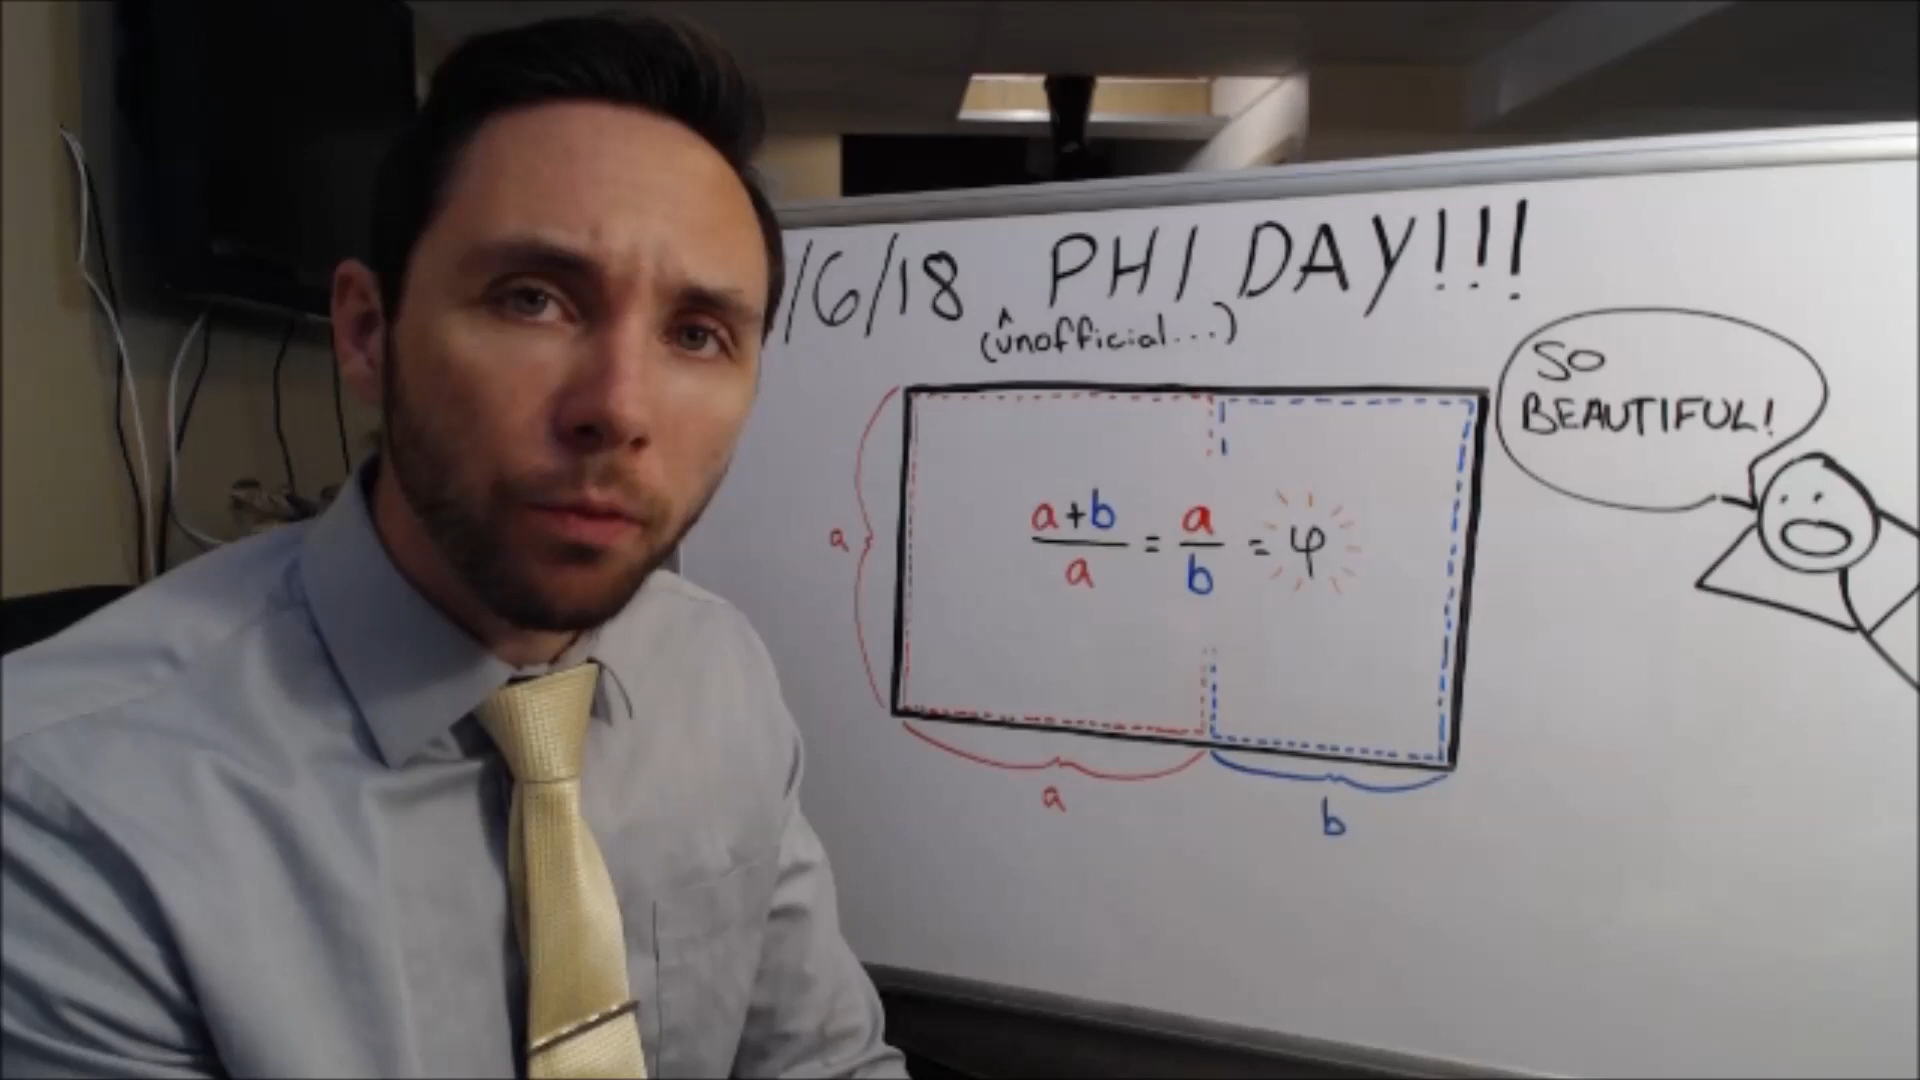 /6/18 PHI DAY!!!
^
(unofficial...)
SO
BEAUTIFUL!
a
a+b/a = a/b = φ
a
b